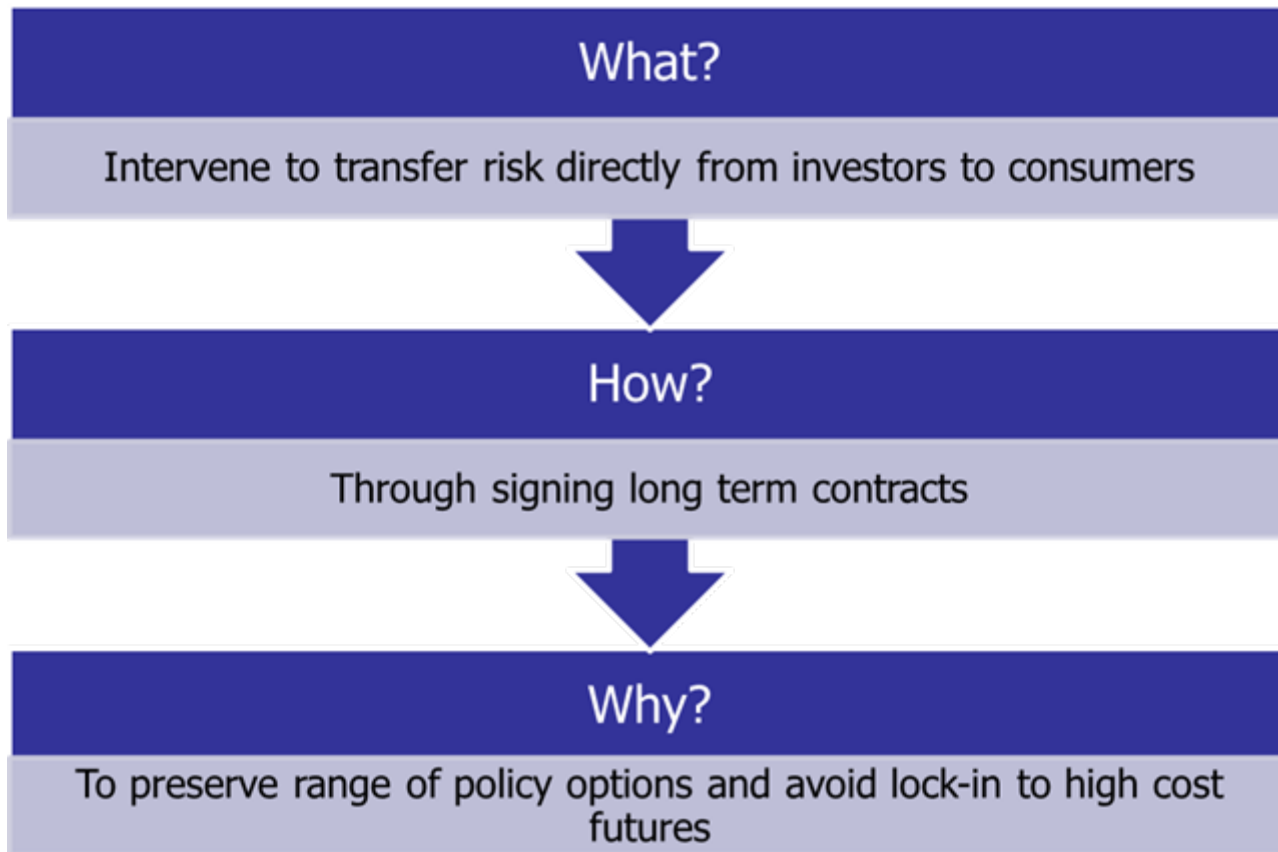 What?
Intervene to transfer risk directly from investors to consumers
How?
Through signing long term contracts
Why?
To preserve range of policy options and avoid lock-in to high cost
futures